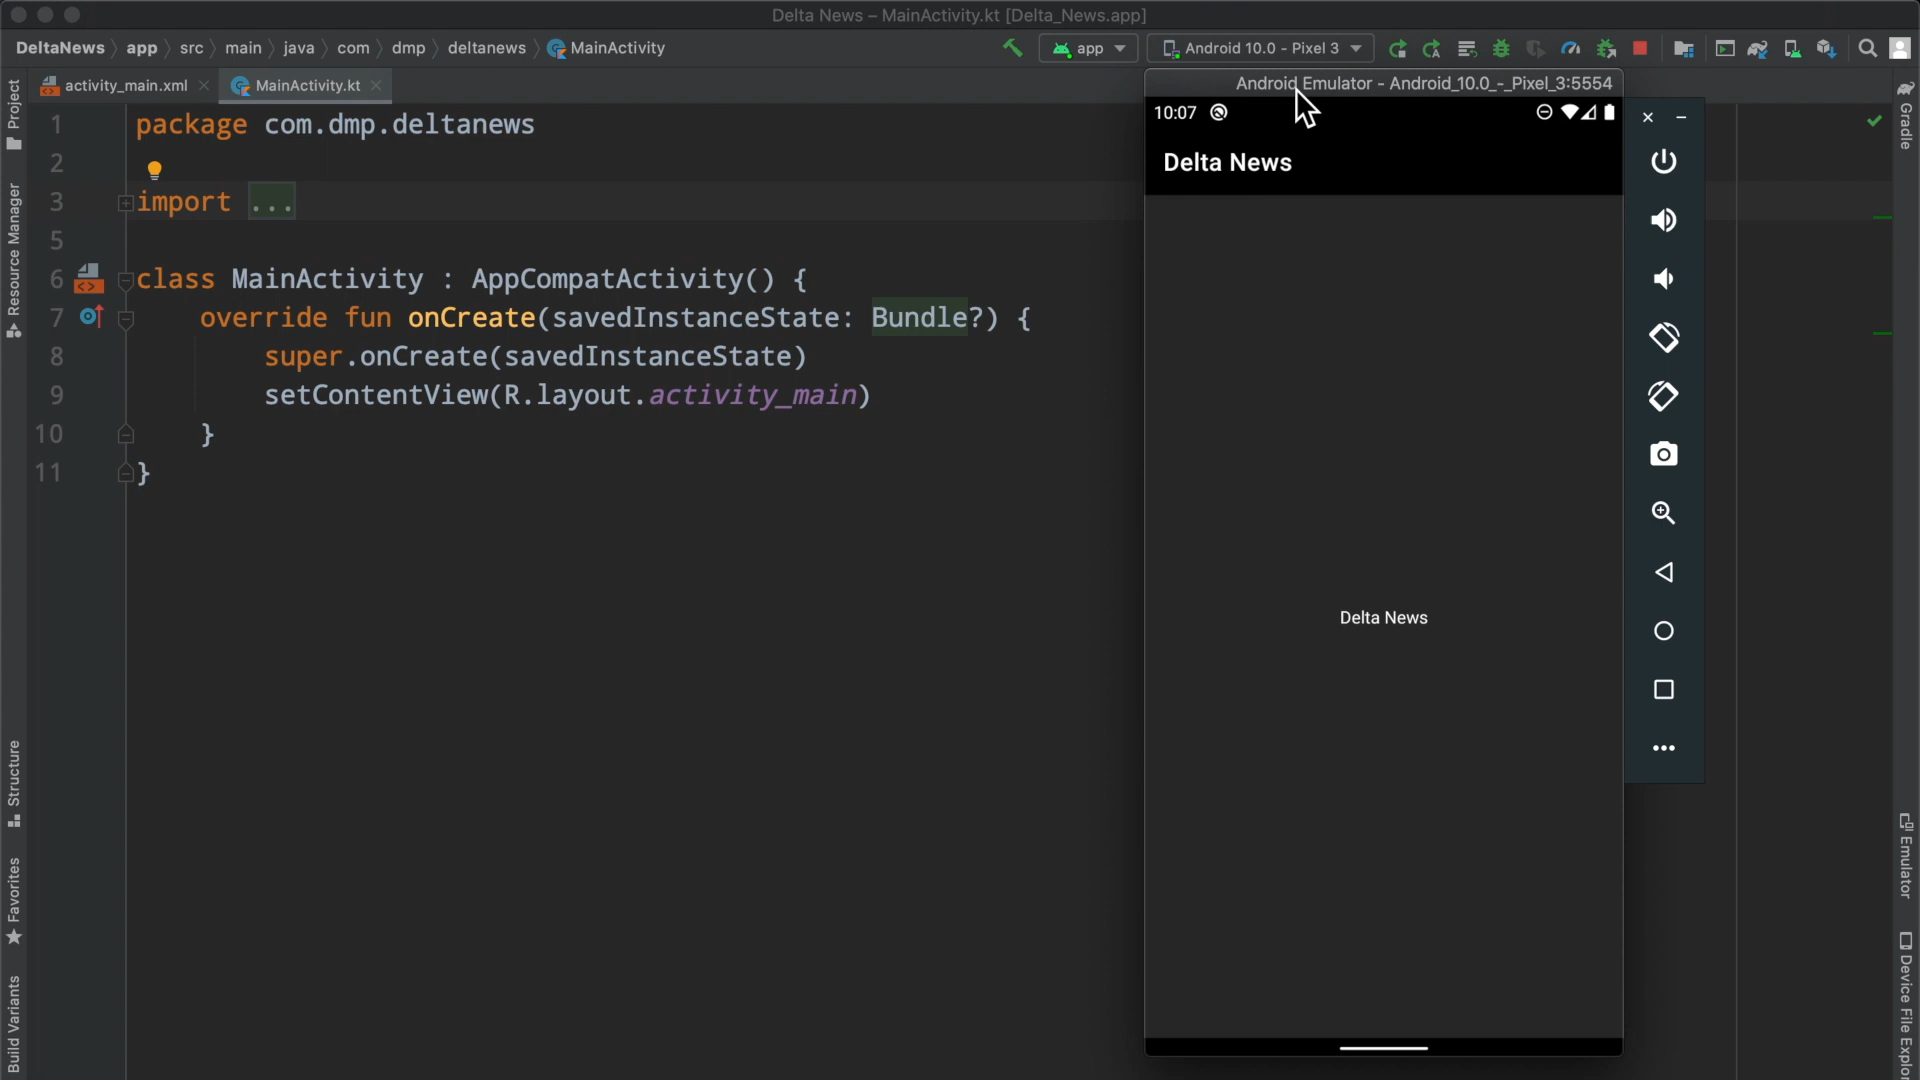 Delta News – MainActivity.kt [Delta_News.app]
DeltaNews app src main java com dmp deltanews MainActivity
app Android 10.0 - Pixel 3
activity_main.xml MainActivity.kt
Project
Resource Manager
Structure
Favorites
Build Variants
1 package com.dmp.deltanews
2
3 import ...
5
6 class MainActivity : AppCompatActivity() {
7 override fun onCreate(savedInstanceState: Bundle?) {
8 super.onCreate(savedInstanceState)
9 setContentView(R.layout.activity_main)
10 }
11 }
Android Emulator - Android_10.0_-_Pixel_3:5554
10:07
Delta News
Delta News
Gradle
Emulator
Device File Explor